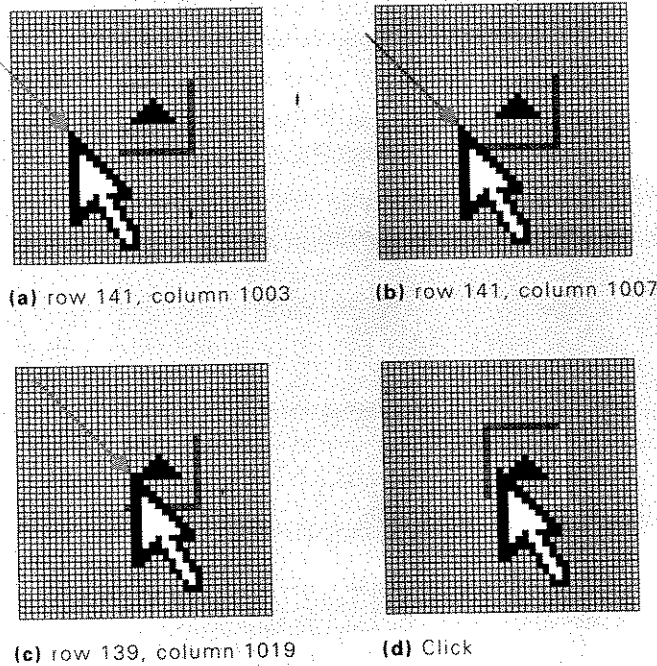 (a) row 141, column 1003
(b) row 141, column 1007
(c) row 139, column 1019
(d) Click